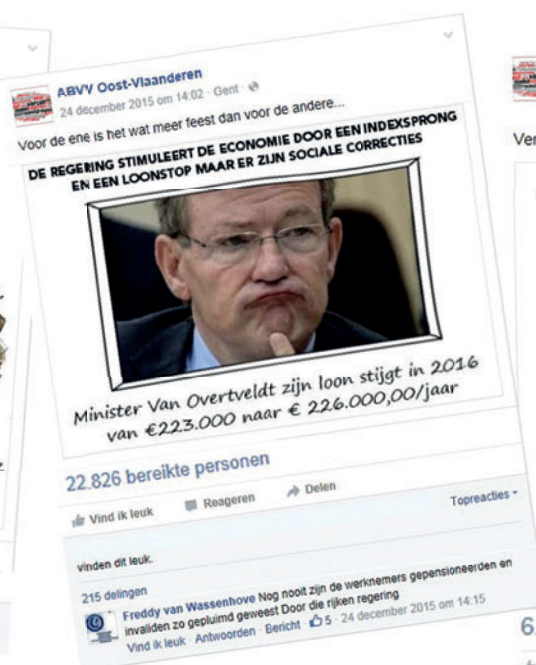 ABVV Oost-Vlaanderen
24 december 2015 om 14:02 · Gent ·
Voor de ene is het wat meer feest dan voor de andere...
DE REGERING STIMULEERT DE ECONOMIE DOOR EEN INDEXSPRONG
EN EEN LOONSTOP MAAR ER ZIJN SOCIALE CORRECTIES
Minister Van Overtveldt zijn loon stijgt in 2016
van €223.000 naar € 226.000,00/jaar
22.826 bereikte personen
Vind ik leuk Reageren Delen
Topreacties
vinden dit leuk.
215 delingen
Freddy van Wassenhove Nog nooit zijn de werknemers gepensioneerden en
invaliden zo gepluimd geweest Door die rijken regering
Vind ik leuk · Antwoorden · Bericht · 5 · 24 december 2015 om 14:15